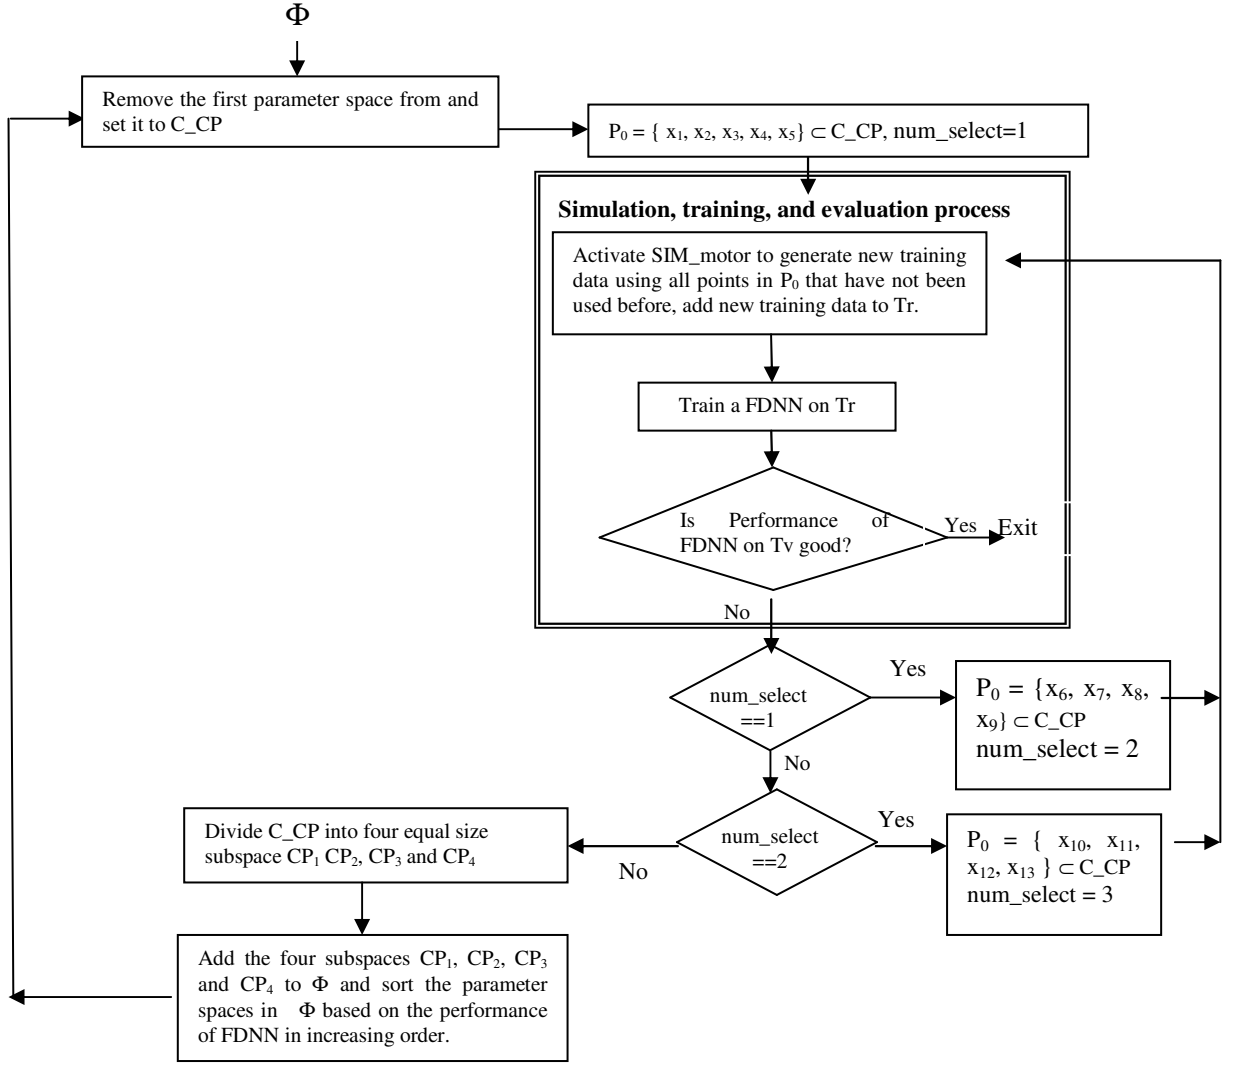 Φ
Remove the first parameter space from and
set it to C_CP
P₀ = { x₁, x₂, x₃, x₄, x₅} ⊂ C_CP, num_select=1
Simulation, training, and evaluation process
Activate SIM_motor to generate new training
data using all points in P₀ that have not been
used before, add new training data to Tr.
Train a FDNN on Tr
Is Performance of
FDNN on Tv good?
Yes
Exit
No
num_select
==1
Yes
P₀ = {x₆, x₇, x₈,
x₉} ⊂ C_CP
num_select = 2
No
num_select
==2
Yes
P₀ = { x₁₀, x₁₁,
x₁₂, x₁₃ } ⊂ C_CP
num_select = 3
No
Divide C_CP into four equal size
subspace CP₁ CP₂, CP₃ and CP₄
Add the four subspaces CP₁, CP₂, CP₃
and CP₄ to Φ and sort the parameter
spaces in Φ based on the performance
of FDNN in increasing order.